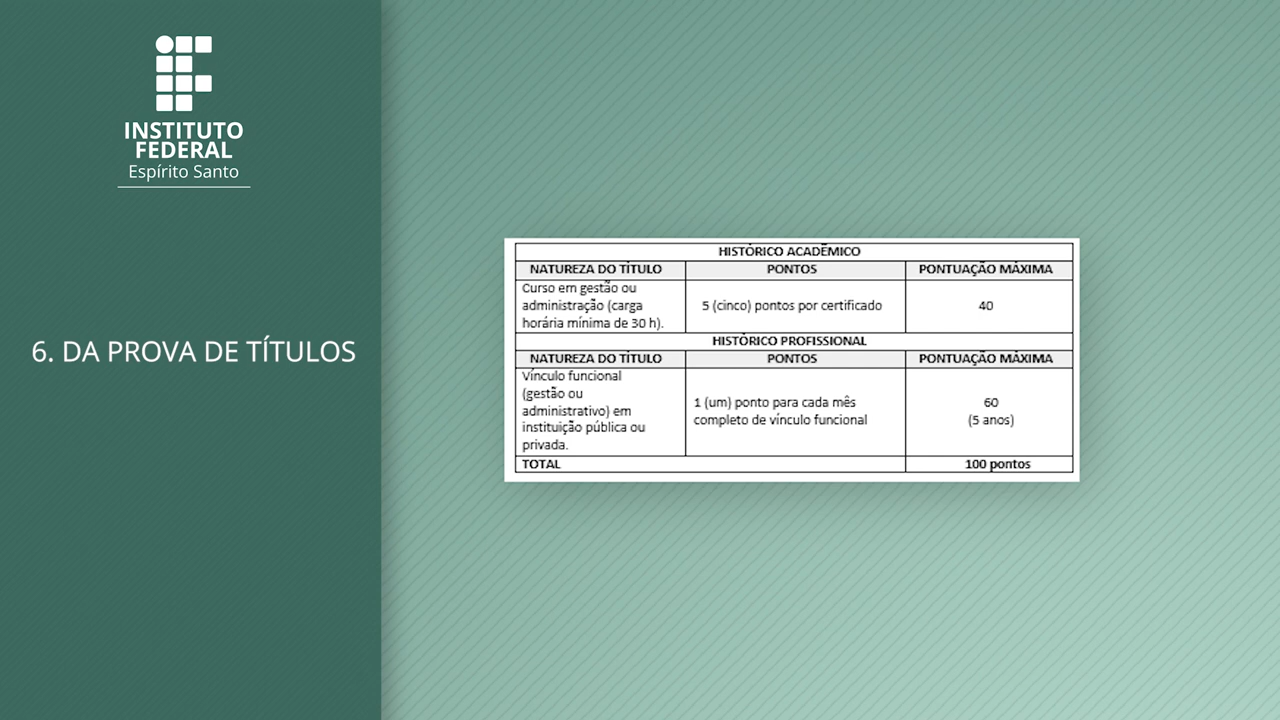 INSTITUTO
FEDERAL
Espírito Santo
6. DA PROVA DE TÍTULOS
HISTÓRICO ACADÊMICO
NATUREZA DO TÍTULO PONTOS PONTUAÇÃO MÁXIMA
Curso em gestão ou
administração (carga
horária mínima de 30 h).
5 (cinco) pontos por certificado
40
HISTÓRICO PROFISSIONAL
NATUREZA DO TÍTULO PONTOS PONTUAÇÃO MÁXIMA
Vínculo funcional
(gestão ou
administrativo) em
instituição pública ou
privada.
1 (um) ponto para cada mês
completo de vínculo funcional
60
(5 anos)
TOTAL 100 pontos